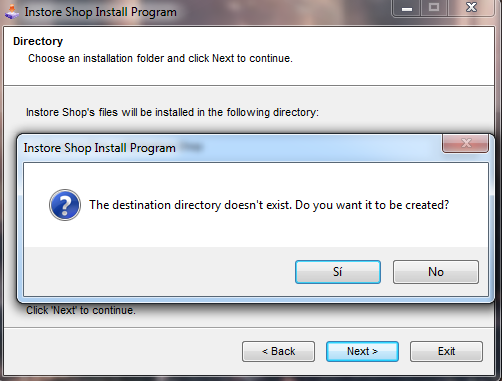 Instore Shop Install Program
Directory
Choose an installation folder and click Next to continue.
Instore Shop's files will be installed in the following directory:
Instore Shop Install Program
The destination directory doesn't exist. Do you want it to be created?
Sí No
Click 'Next' to continue.
< Back Next > Exit